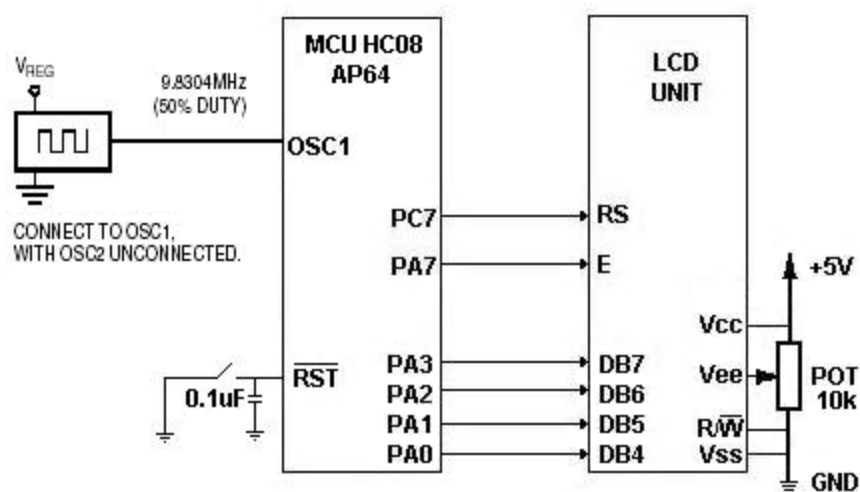 MCU HC08
AP64
LCD
UNIT
VREG
9.8304MHz
(50% DUTY)
OSC1
CONNECT TO OSC1,
WITH OSC2 UNCONNECTED.
PC7
RS
PA7
E
+5V
Vcc
RST
0.1uF
PA3
DB7
Vee
POT
10k
PA2
DB6
PA1
DB5
R/W
PA0
DB4
Vss
GND